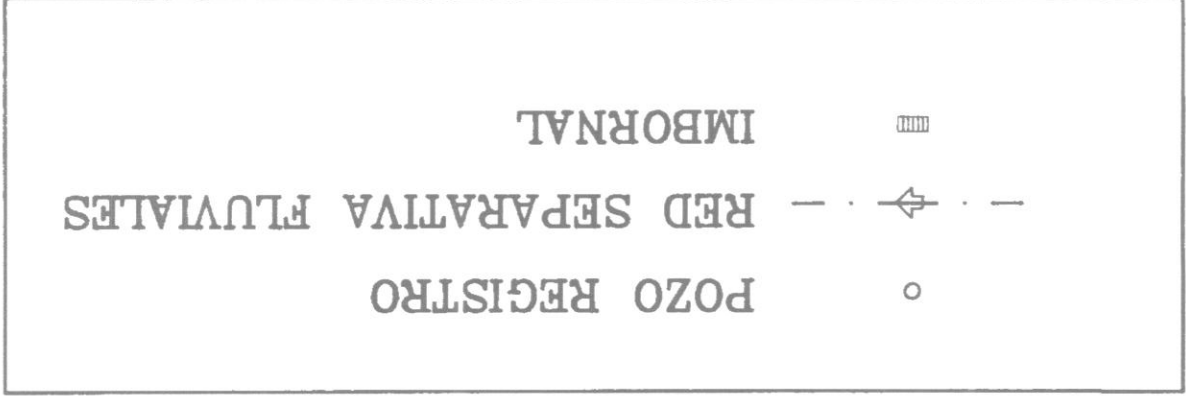 POZO REGISTRO
RED SEPARATIVA FLUVIALES
IMBORNAL